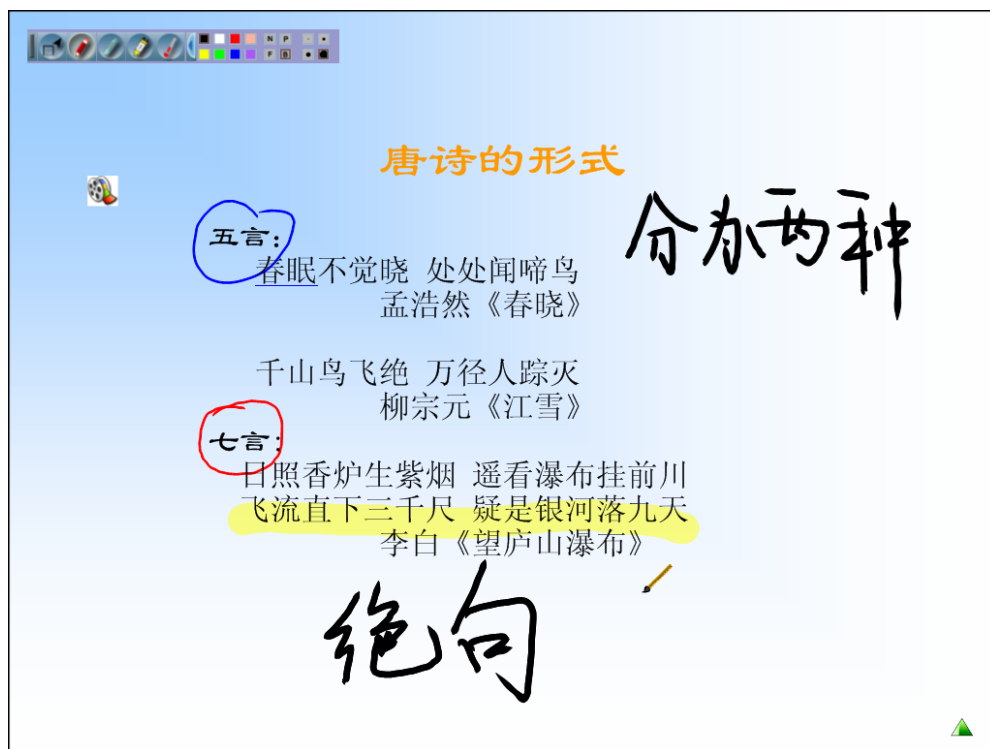 N P
F B
唐诗的形式
分为两种
五言：
春眠不觉晓 处处闻啼鸟
孟浩然《春晓》
千山鸟飞绝 万径人踪灭
柳宗元《江雪》
七言：
日照香炉生紫烟 遥看瀑布挂前川
飞流直下三千尺 疑是银河落九天
李白《望庐山瀑布》
绝句